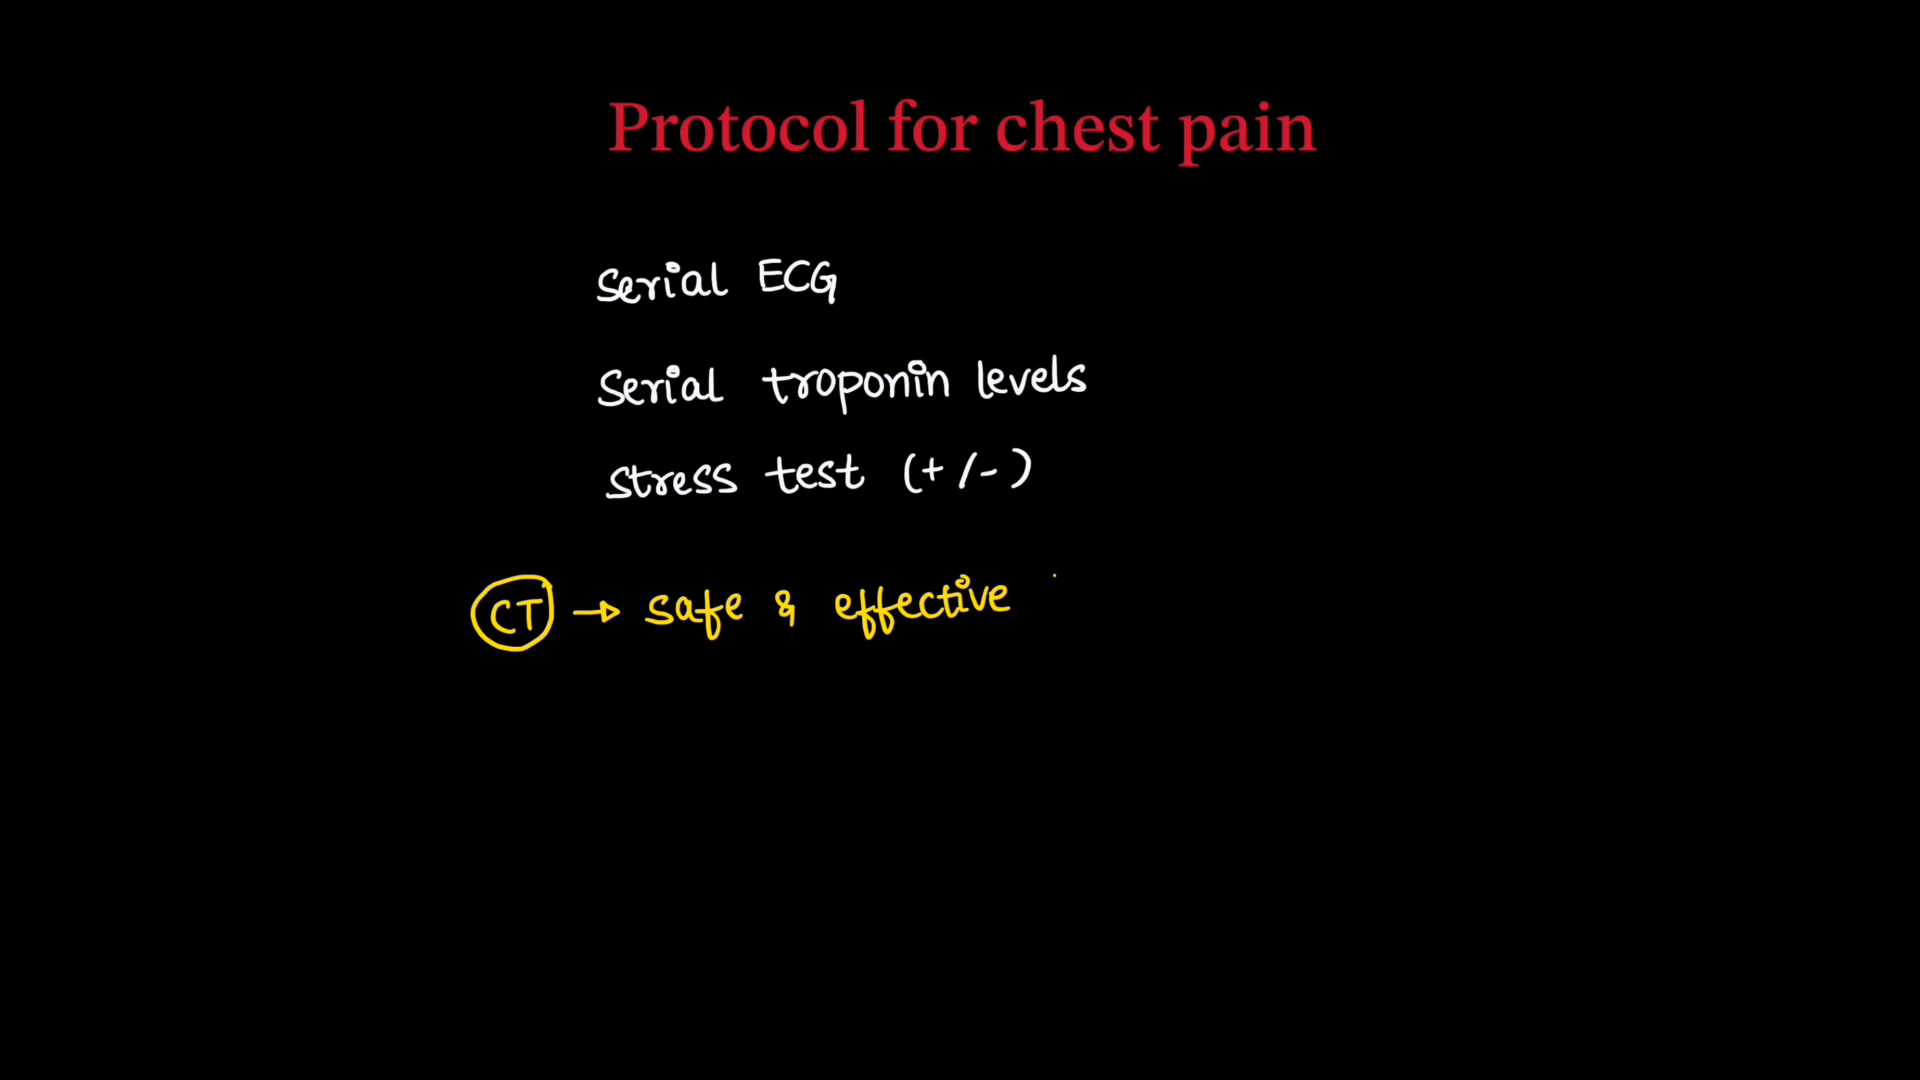 Protocol for chest pain
Serial ECG
Serial troponin levels
stress test (+/-)
CT → safe & effective